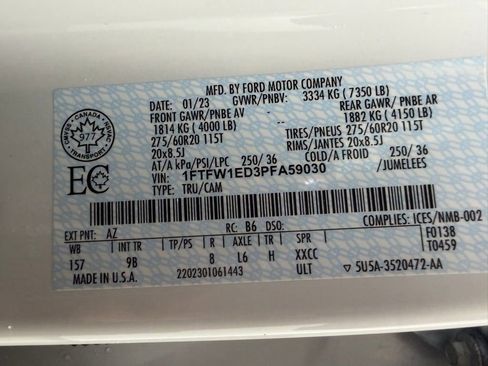 MFD. BY FORD MOTOR COMPANY
DATE: 01/23 GVWR/PNBV: 3334 KG ( 7350 LB)
FRONT GAWR/PNBE AV -- REAR GAWR/ PNBE AR
1814 KG ( 4000 LB) 1882 KG ( 4150 LB)
275/60R20 115T TIRES/PNEUS 275/60R20 115T
20x8.5J RIMS/JANTES 20x8.5J
AT/A kPa/PSI/LPC 250/ 36 COLD/A FROID 250/ 36
VIN: 1FTFW1ED3PFA59030 /JUMELEES
TYPE: TRU/CAM
CANADA
977
TRANSPORT
EC
COMPLIES: ICES/NMB-002
EXT PNT: AZ RC: B6 DSO: F0138
WB INT TR TP/PS R AXLE TR XXCC T0459
157 9B 8 L6 H ULT
MADE IN U.S.A. 2202301061443 5U5A-3520472-AA